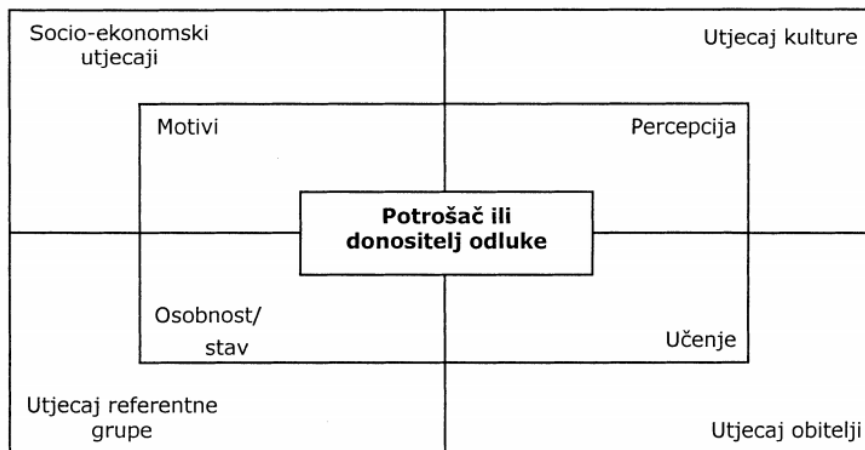 Socio-ekonomski
utjecaji
Utjecaj kulture
Motivi
Percepcija
Potrošač ili
donositelj odluke
Osobnost/
stav
Učenje
Utjecaj referentne
grupe
Utjecaj obitelji